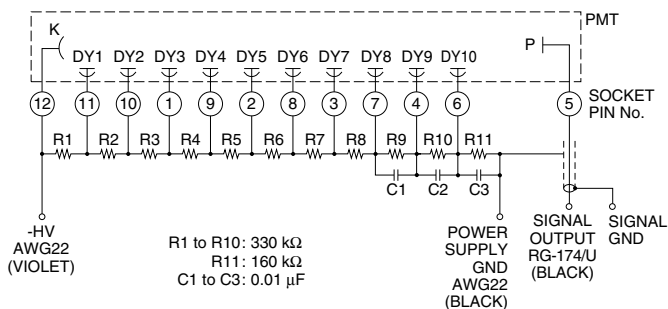 PMT
K
P
DY1 DY2 DY3 DY4 DY5 DY6 DY7 DY8 DY9 DY10
12 11 10 1 9 2 8 3 7 4 6 5
SOCKET
PIN No.
R1 R2 R3 R4 R5 R6 R7 R8 R9 R10 R11
C1 C2 C3
-HV
AWG22
(VIOLET)
R1 to R10: 330 kΩ
R11: 160 kΩ
C1 to C3: 0.01 µF
POWER
SUPPLY
GND
AWG22
(BLACK)
SIGNAL
OUTPUT
RG-174/U
(BLACK)
SIGNAL
GND